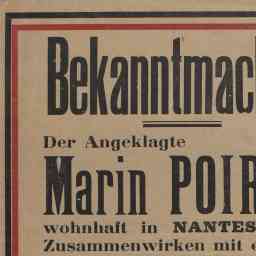 Bekanntmac
Der Angeklagte
Marin POIR
wohnhaft in NANTES
Zusammenwirken mit e